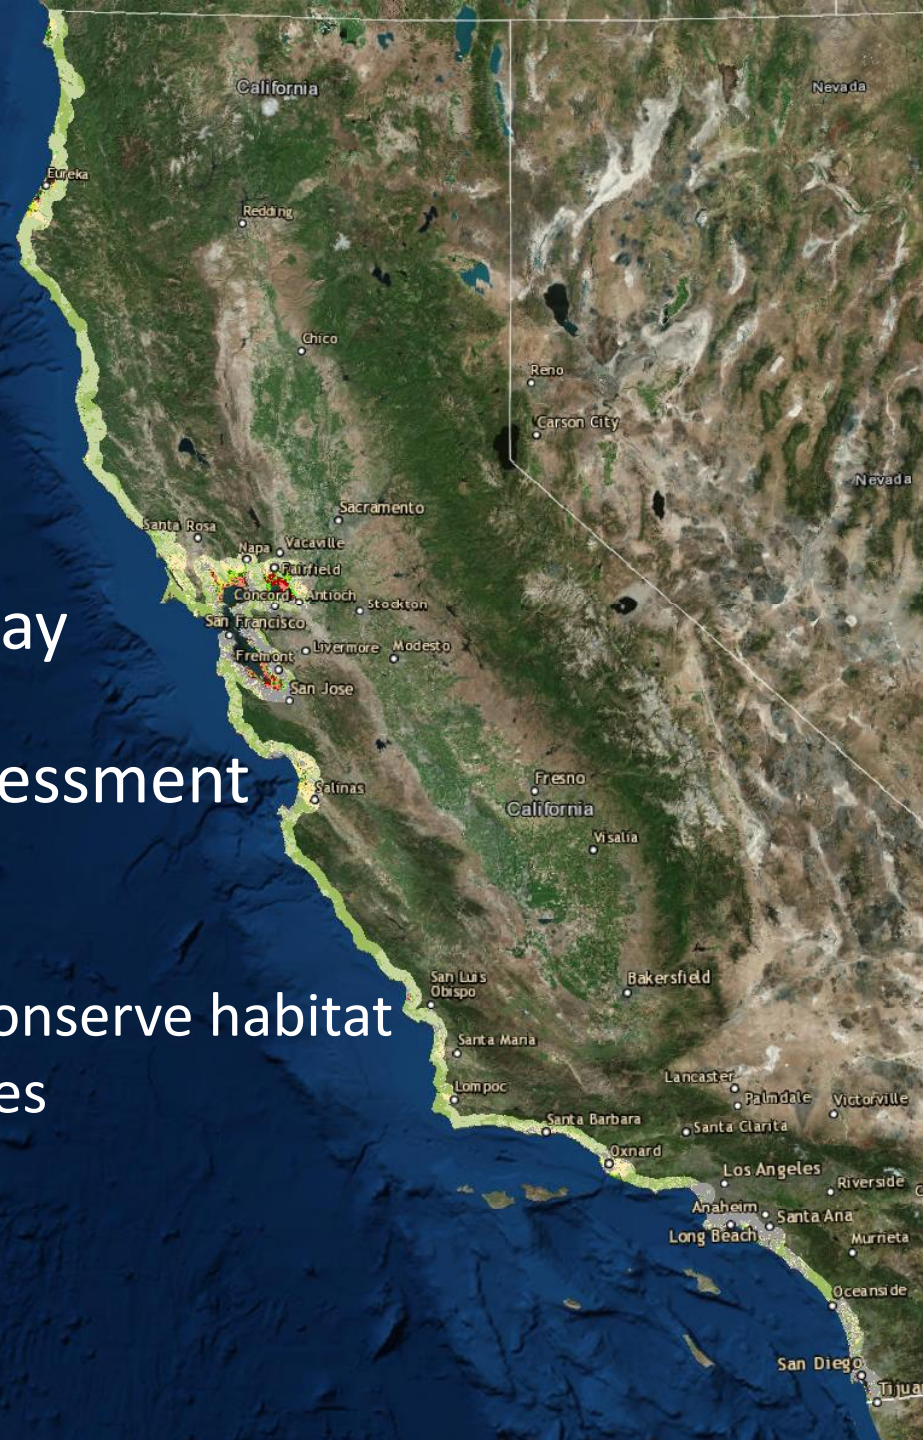 California
Nevada
Eureka
Redding
Chico
Reno
Carson City
Nevada
Sacramento
Santa Rosa
Napa
Vacaville
Fairfield
Concord
Antioch
Stockton
San Francisco
ay
Livermore
Modesto
Fremont
San Jose
essment
Salinas
Fresno
California
Visalia
San Luis
Obispo
Bakersfield
onserve habitat
Santa Maria
es
Lompoc
Lancaster
Palmdale
Victorville
Santa Barbara
Santa Clarita
Oxnard
Los Angeles
Riverside
Anaheim
Santa Ana
Long Beach
Murrieta
Oceanside
San Diego
Tijua